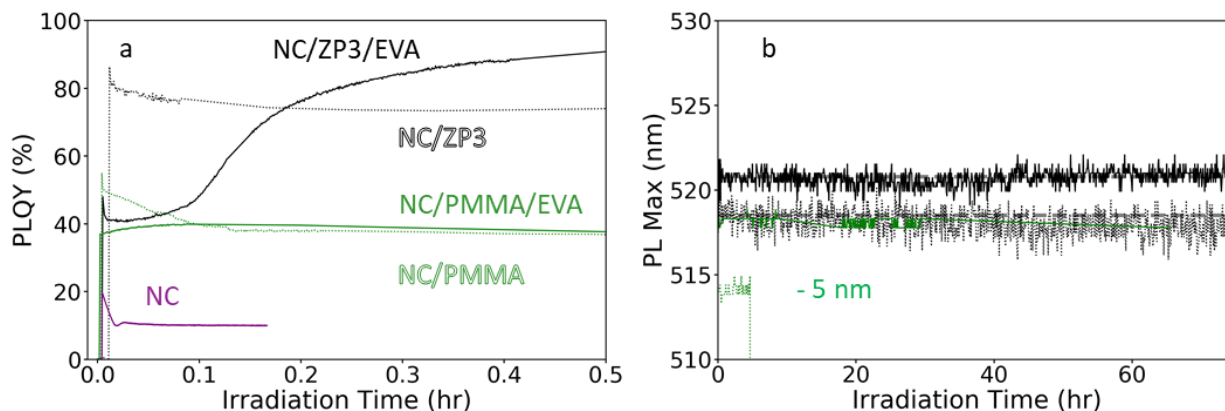 a
NC/ZP3/EVA
NC/ZP3
NC/PMMA/EVA
NC/PMMA
NC
PLQY (%)
100
80
60
40
20
0
0.0 0.1 0.2 0.3 0.4 0.5
Irradiation Time (hr)
b
- 5 nm
PL Max (nm)
530
525
520
515
510
0 20 40 60
Irradiation Time (hr)